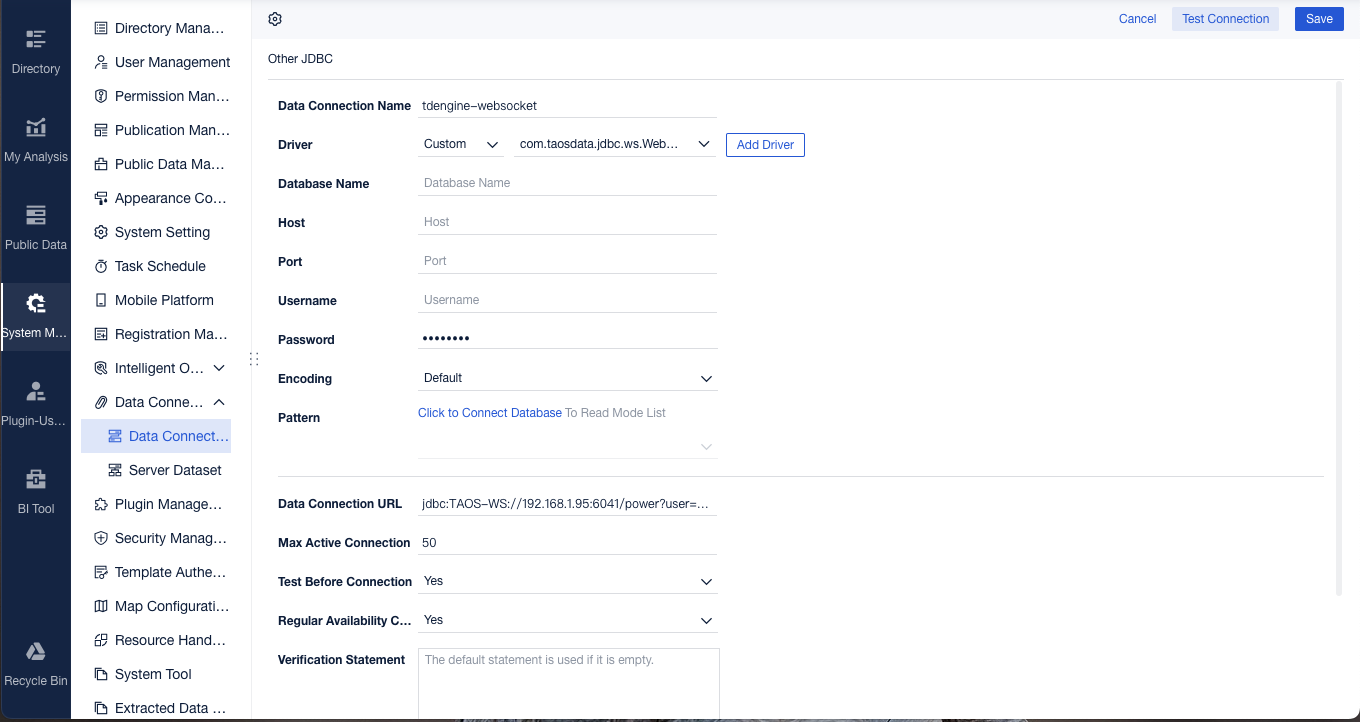 Directory
My Analysis
Public Data
System M...
Plugin-Us...
BI Tool
Recycle Bin
Directory Mana...
User Management
Permission Man...
Publication Man...
Public Data Ma...
Appearance Co...
System Setting
Task Schedule
Mobile Platform
Registration Ma...
Intelligent O...
Data Conne...
Data Connect...
Server Dataset
Plugin Manage...
Security Manag...
Template Authe...
Map Configurati...
Resource Hand...
System Tool
Extracted Data ...
Cancel Test Connection Save
Other JDBC
Data Connection Name tdengine-websocket
Driver Custom com.taosdata.jdbc.ws.Web... Add Driver
Database Name Database Name
Host Host
Port Port
Username Username
Password ••••••••
Encoding Default
Pattern Click to Connect Database To Read Mode List
Data Connection URL jdbc:TAOS-WS://192.168.1.95:6041/power?user=...
Max Active Connection 50
Test Before Connection Yes
Regular Availability C... Yes
Verification Statement The default statement is used if it is empty.